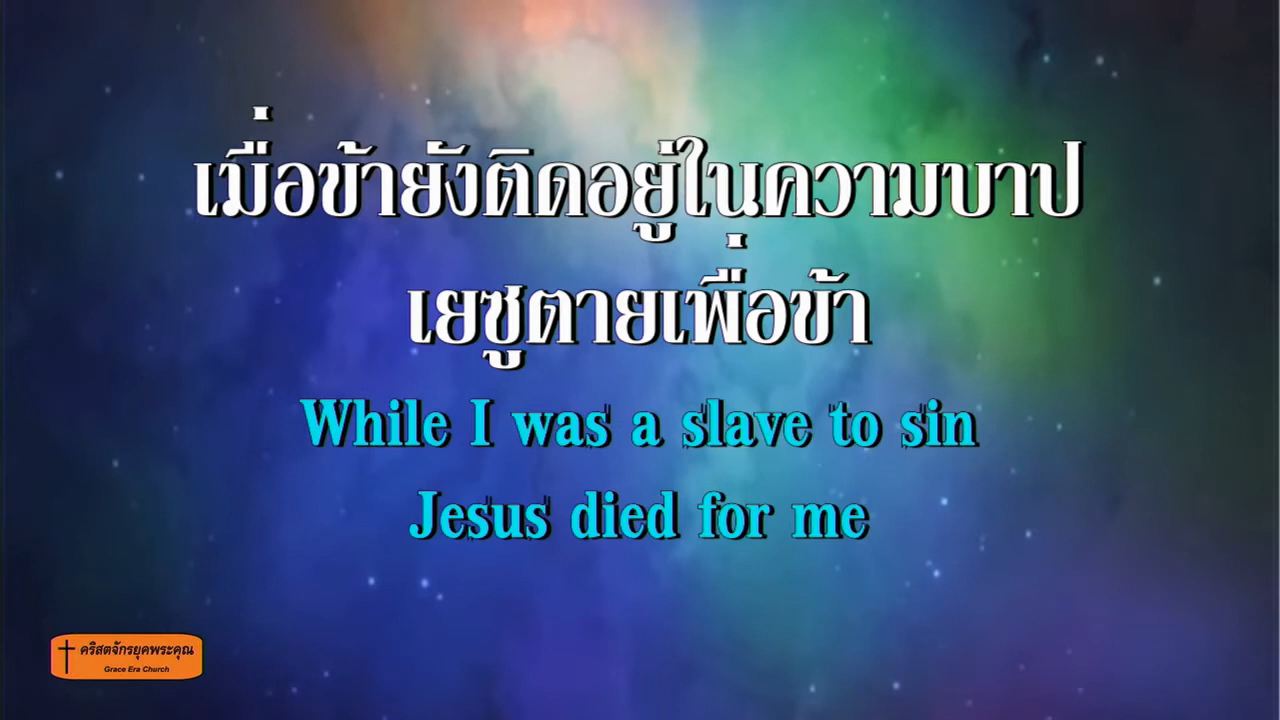 เมื่อข้ายังติดอยู่ในความบาป
เยซูตายเพื่อข้า
While I was a slave to sin
Jesus died for me
คริสตจักรยุคพระคุณ
Grace Era Church